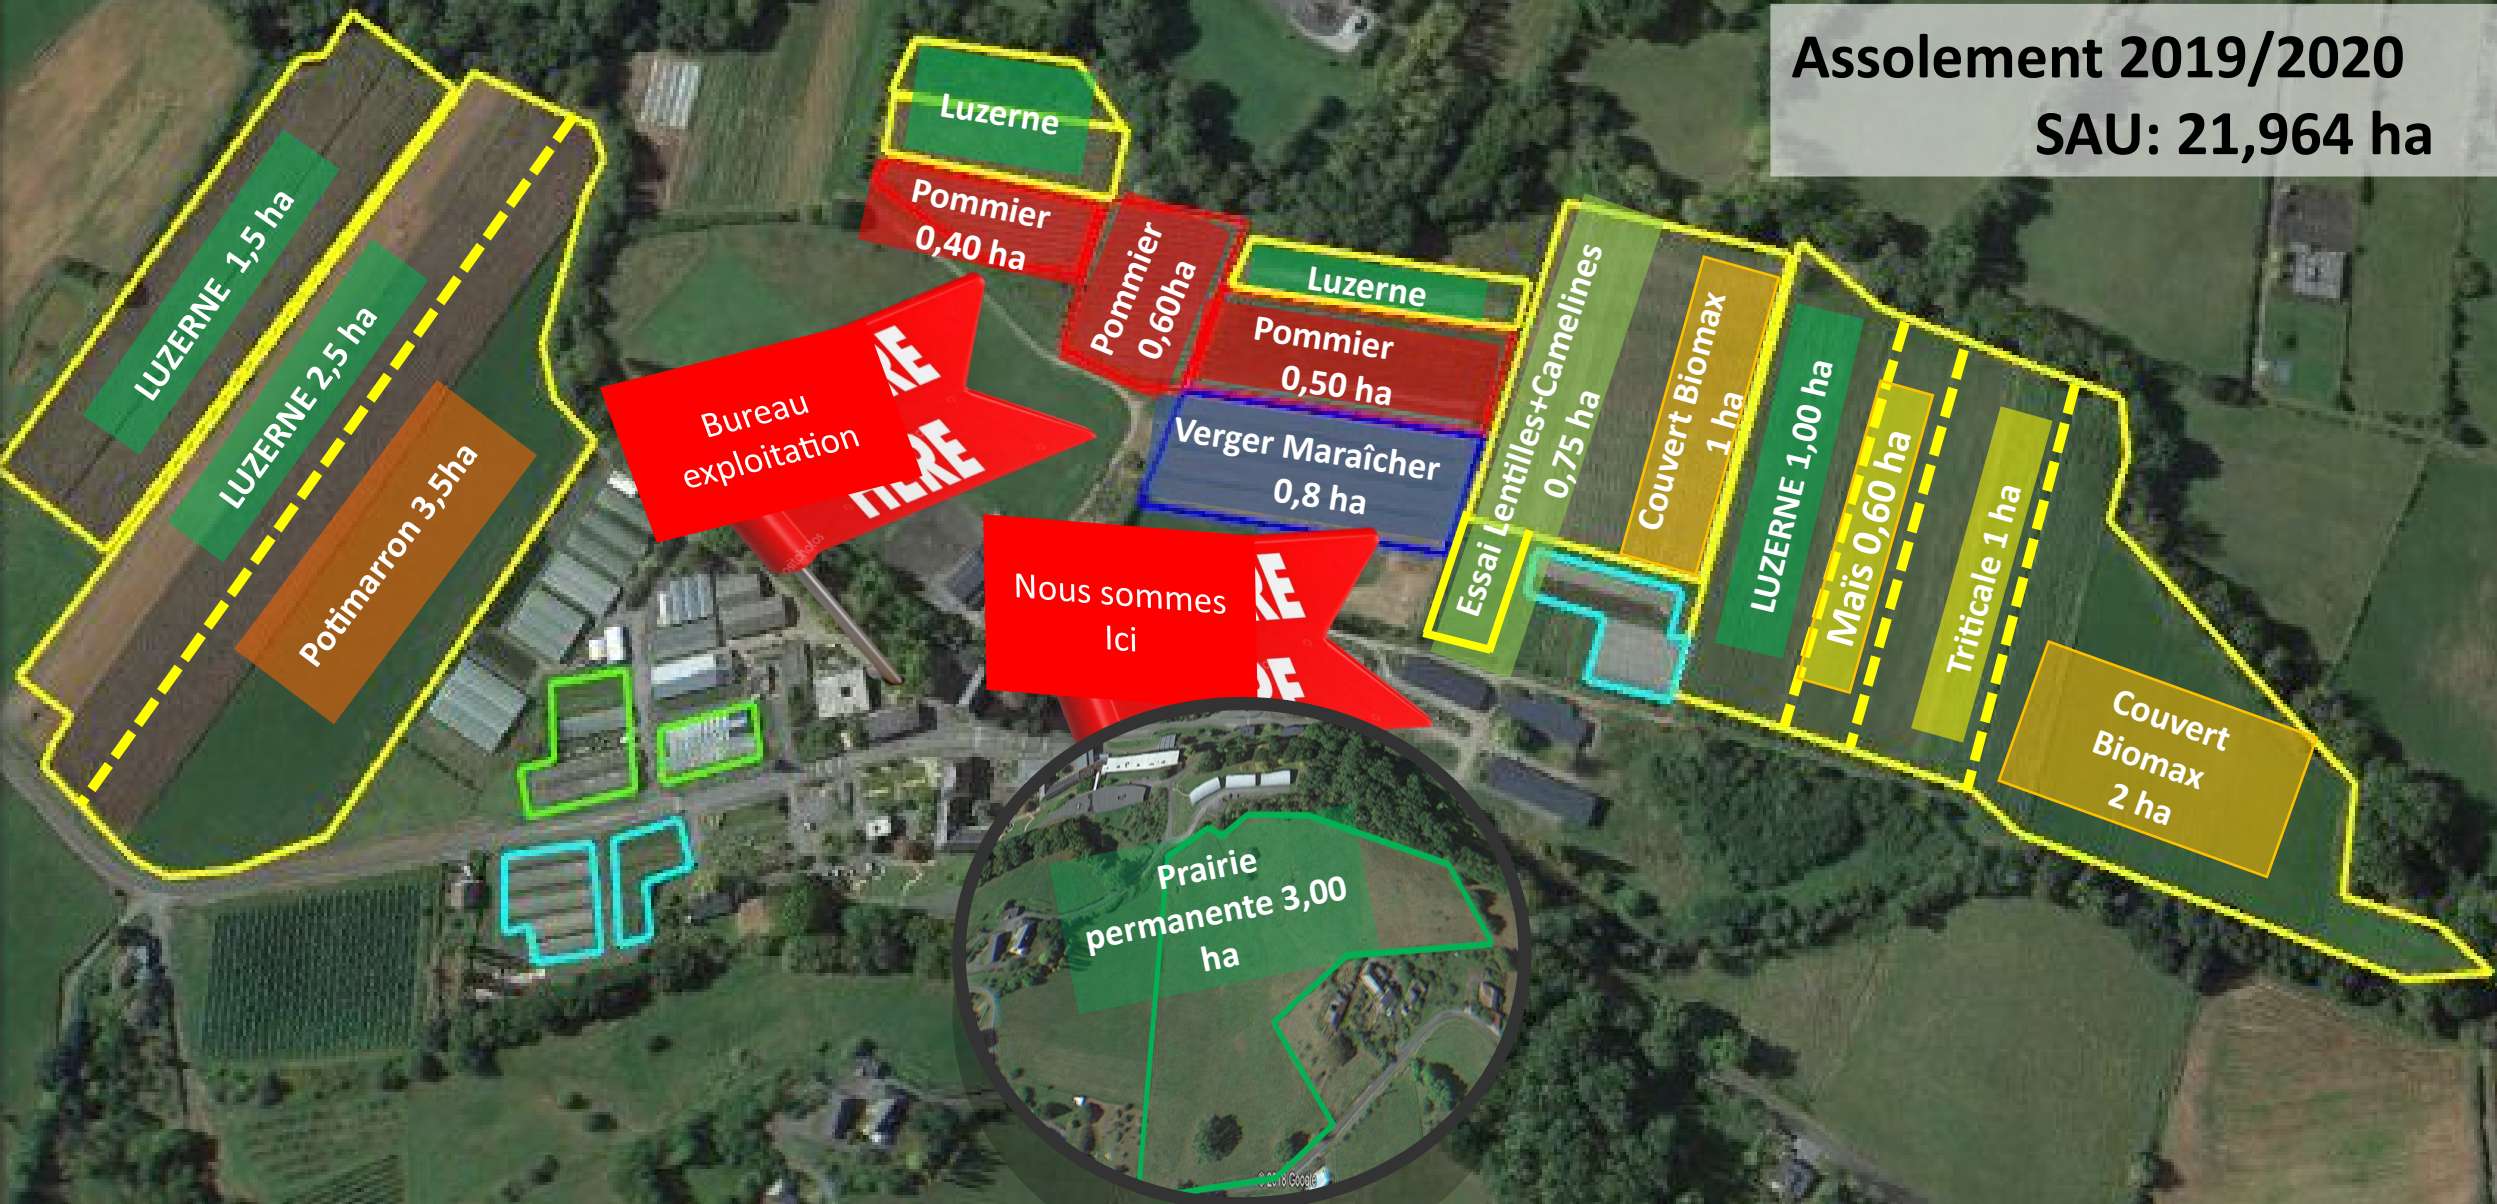 Assolement 2019/2020
SAU: 21,964 ha
Luzerne
Pommier
0,40 ha
Pommier
0,60ha
Luzerne
Pommier
0,50 ha
Verger Maraîcher
0,8 ha
LUZERNE 1,5 ha
LUZERNE 2,5 ha
Potimarron 3,5ha
Bureau
exploitation
HERE
Nous sommes
Ici
Essai Lentilles+Camelines
0,75 ha
Couvert Biomax
1 ha
LUZERNE 1,00 ha
Maïs 0,60 ha
Triticale 1 ha
Couvert
Biomax
2 ha
Prairie
permanente 3,00
ha
© 2018 Google